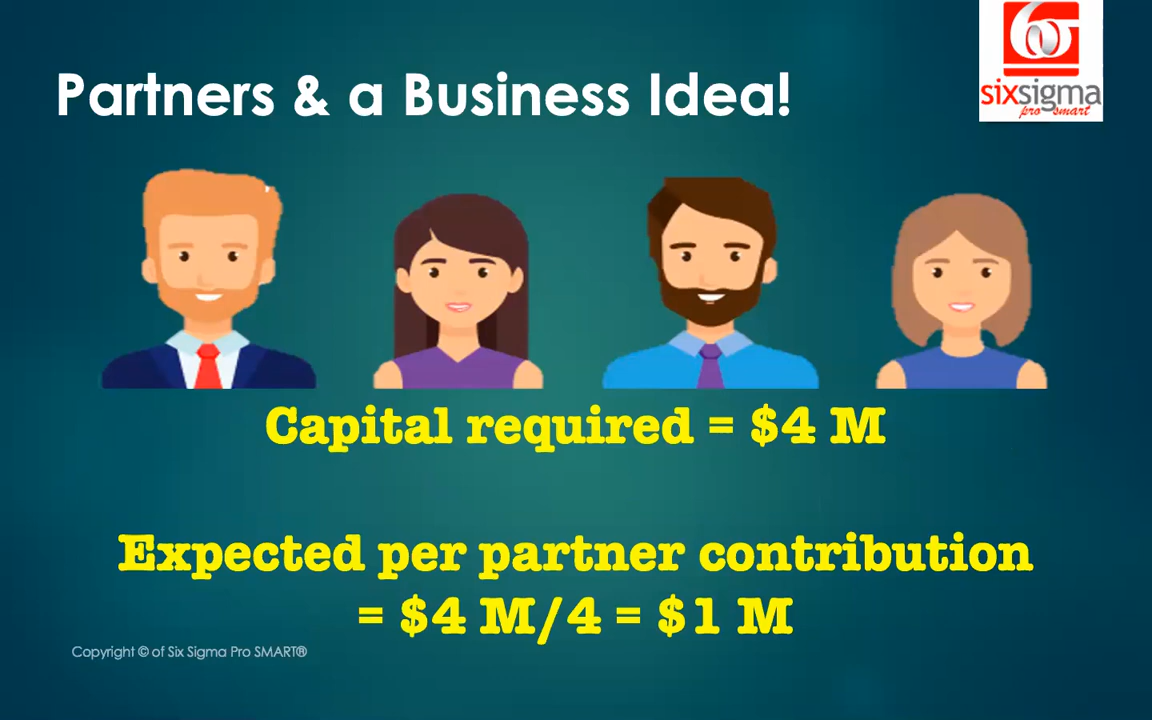 Partners & a Business Idea!
sixsigma
pro smart
Capital required = $4 M
Expected per partner contribution
= $4 M/4 = $1 M
Copyright © of Six Sigma Pro SMART®